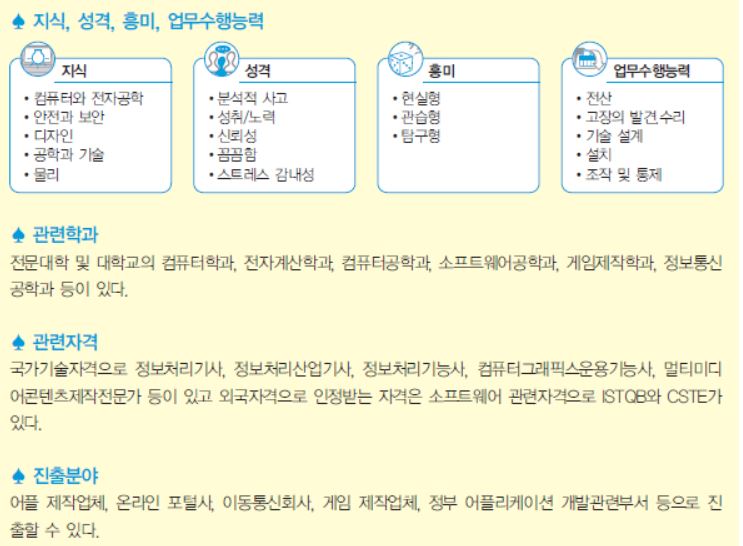 ♠ 지식, 성격, 흥미, 업무수행능력
지식
• 컴퓨터와 전자공학
• 안전과 보안
• 디자인
• 공학과 기술
• 물리
성격
• 분석적 사고
• 성취/노력
• 신뢰성
• 꼼꼼함
• 스트레스 감내성
흥미
• 현실형
• 관습형
• 탐구형
업무수행능력
• 전산
• 고장의 발견.수리
• 기술 설계
• 설치
• 조작 및 통제
♠ 관련학과
전문대학 및 대학교의 컴퓨터학과, 전자계산학과, 컴퓨터공학과, 소프트웨어공학과, 게임제작학과, 정보통신
공학과 등이 있다.
♠ 관련자격
국가기술자격으로 정보처리기사, 정보처리산업기사, 정보처리기능사, 컴퓨터그래픽스운용기능사, 멀티미디
어콘텐츠제작전문가 등이 있고 외국자격으로 인정받는 자격은 소프트웨어 관련자격으로 ISTQB와 CSTE가
있다.
♠ 진출분야
어플 제작업체, 온라인 포털사, 이동통신회사, 게임 제작업체, 정부 어플리케이션 개발관련부서 등으로 진
출할 수 있다.